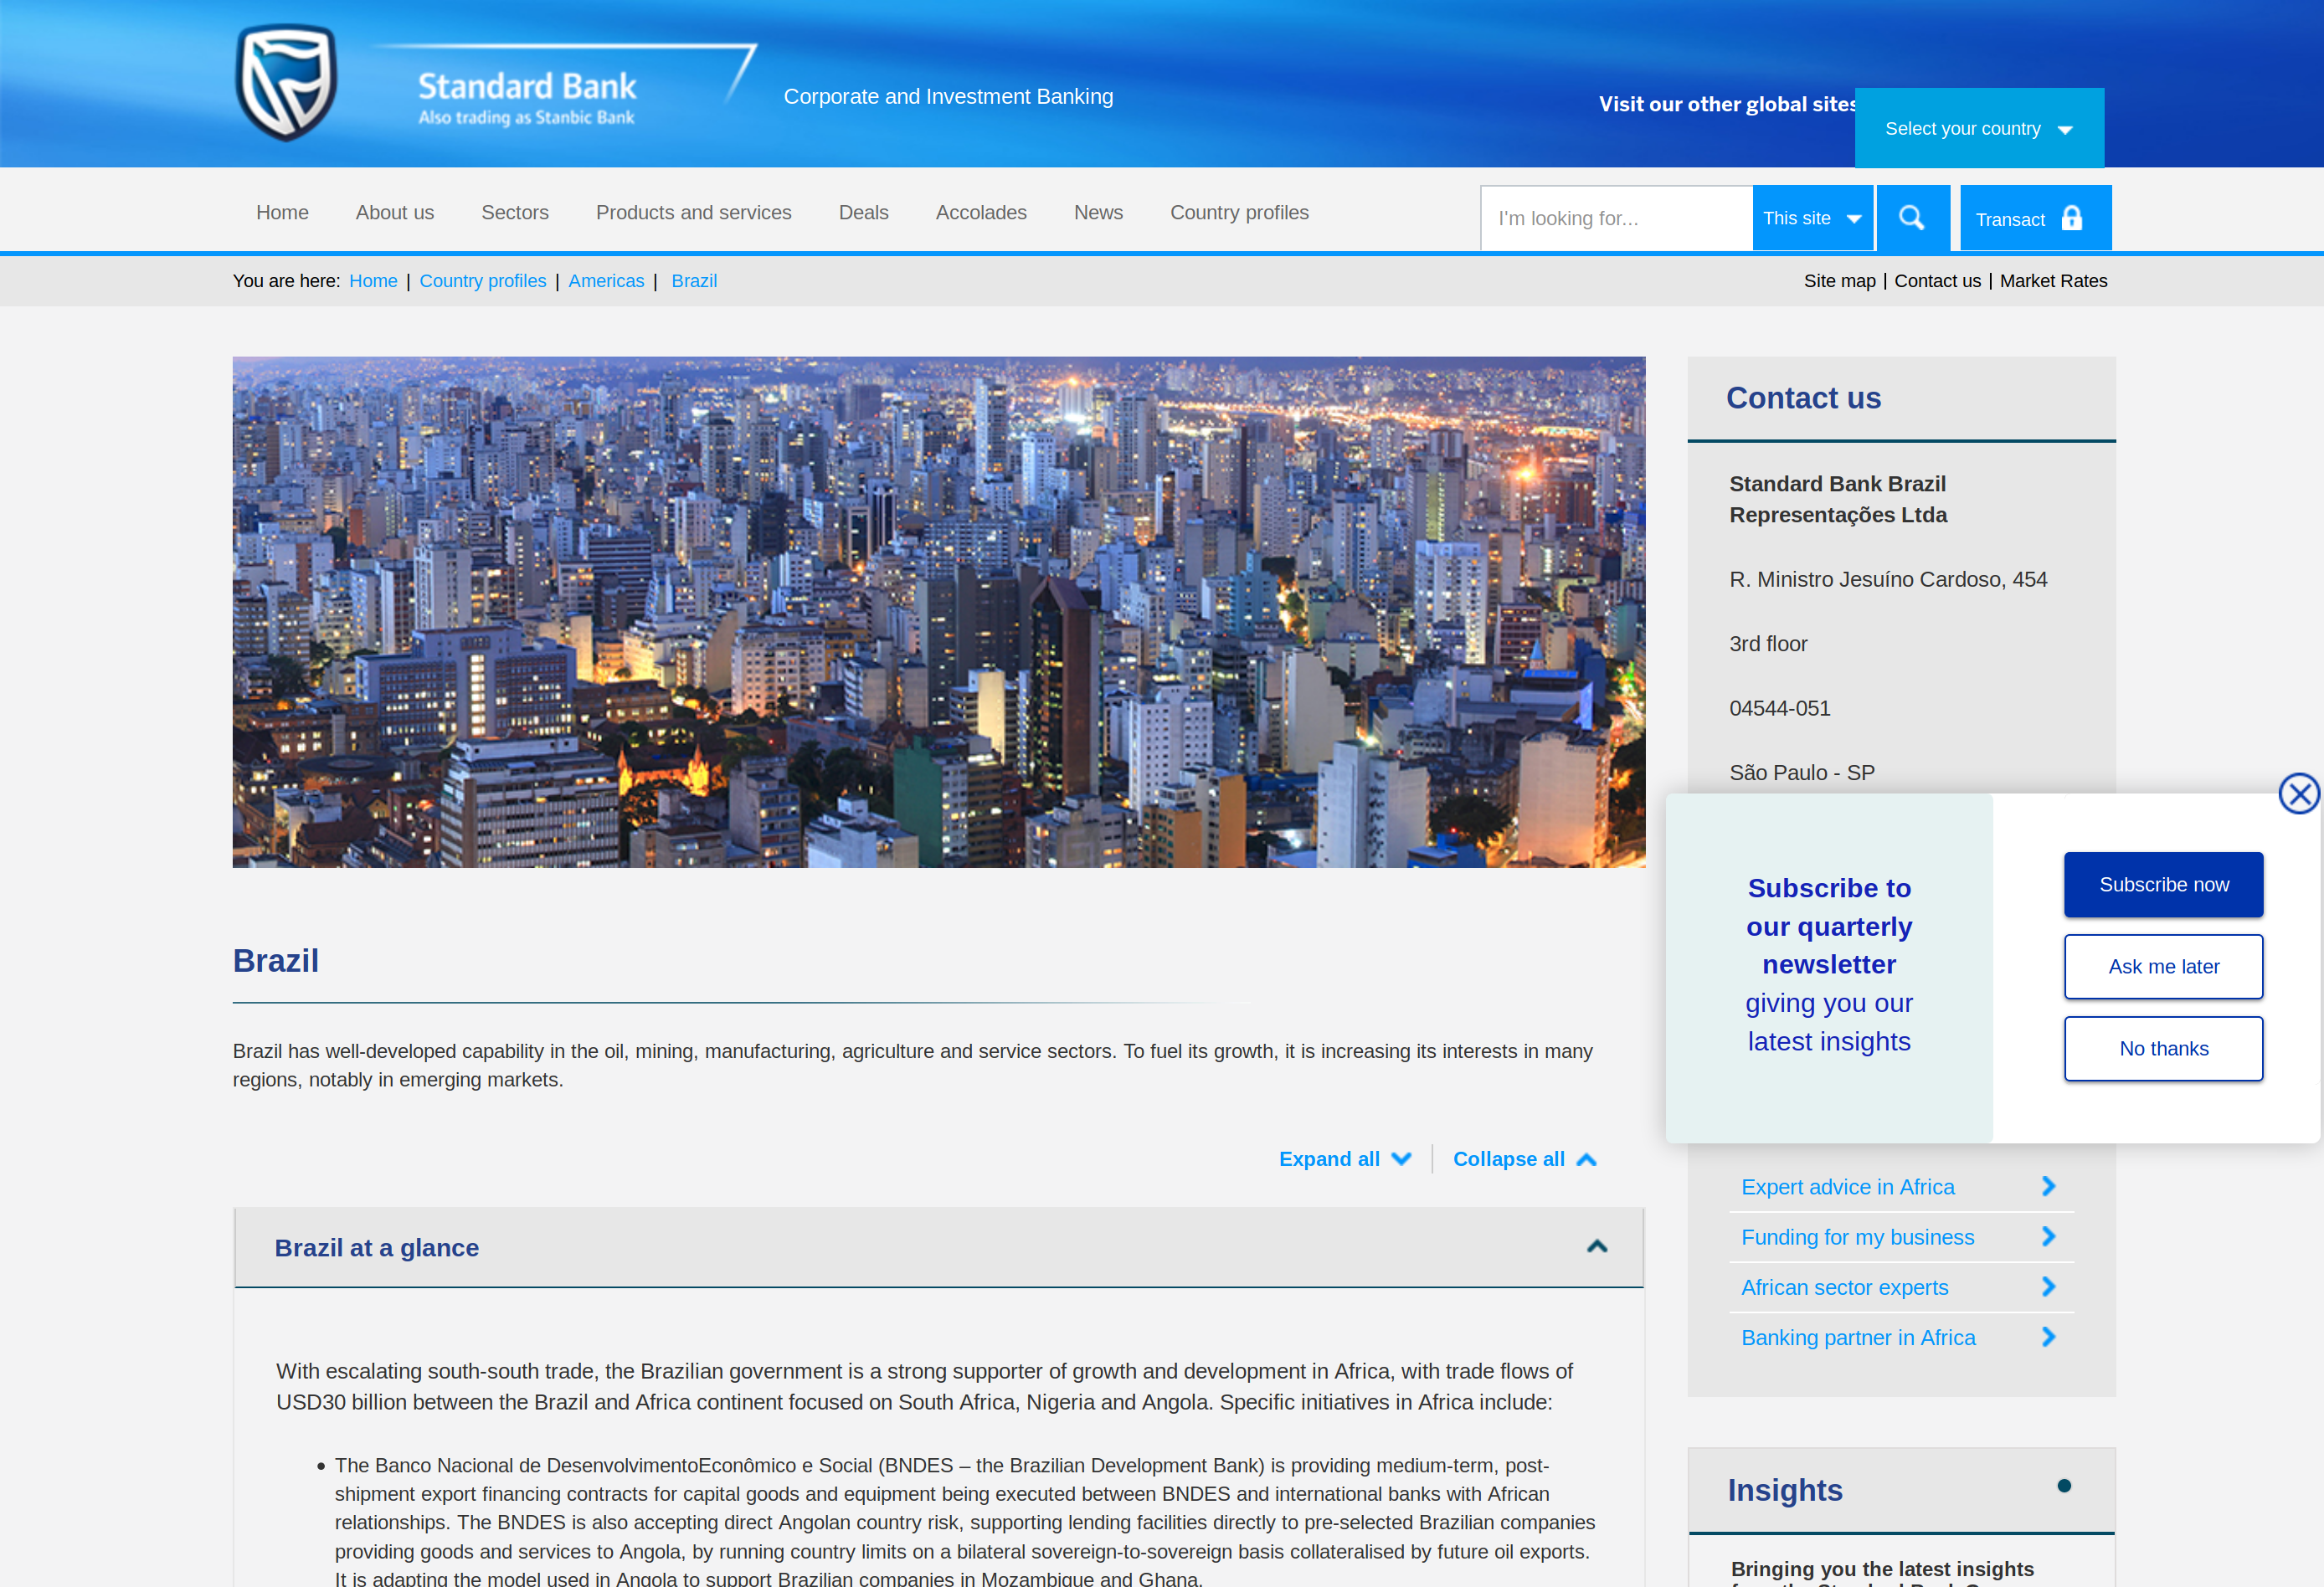 Standard Bank
Also trading as Stanbic Bank
Corporate and Investment Banking
Visit our other global sites
Select your country
Home
About us
Sectors
Products and services
Deals
Accolades
News
Country profiles
I'm looking for...
This site
Transact
You are here: Home | Country profiles | Americas | Brazil
Site map | Contact us | Market Rates
Contact us
Standard Bank Brazil
Representações Ltda
R. Ministro Jesuíno Cardoso, 454
3rd floor
04544-051
São Paulo - SP
Subscribe to
our quarterly
newsletter
giving you our
latest insights
Subscribe now
Ask me later
No thanks
Brazil
Brazil has well-developed capability in the oil, mining, manufacturing, agriculture and service sectors. To fuel its growth, it is increasing its interests in many
regions, notably in emerging markets.
Expand all
Collapse all
Brazil at a glance
With escalating south-south trade, the Brazilian government is a strong supporter of growth and development in Africa, with trade flows of
USD30 billion between the Brazil and Africa continent focused on South Africa, Nigeria and Angola. Specific initiatives in Africa include:
• The Banco Nacional de DesenvolvimentoEconômico e Social (BNDES – the Brazilian Development Bank) is providing medium-term, post-
shipment export financing contracts for capital goods and equipment being executed between BNDES and international banks with African
relationships. The BNDES is also accepting direct Angolan country risk, supporting lending facilities directly to pre-selected Brazilian companies
providing goods and services to Angola, by running country limits on a bilateral sovereign-to-sovereign basis collateralised by future oil exports.
It is adapting the model used in Angola to support Brazilian companies in Mozambique and Ghana.
Expert advice in Africa
Funding for my business
African sector experts
Banking partner in Africa
Insights
Bringing you the latest insights